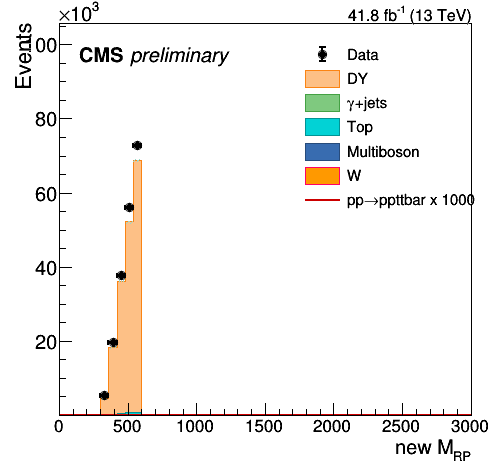 ×10³
41.8 fb⁻¹ (13 TeV)
Events
CMS preliminary
Data
DY
γ+jets
Top
Multiboson
W
pp→ppttbar x 1000
00
80
60
40
20
0 500 1000 1500 2000 2500 3000
new M_RP